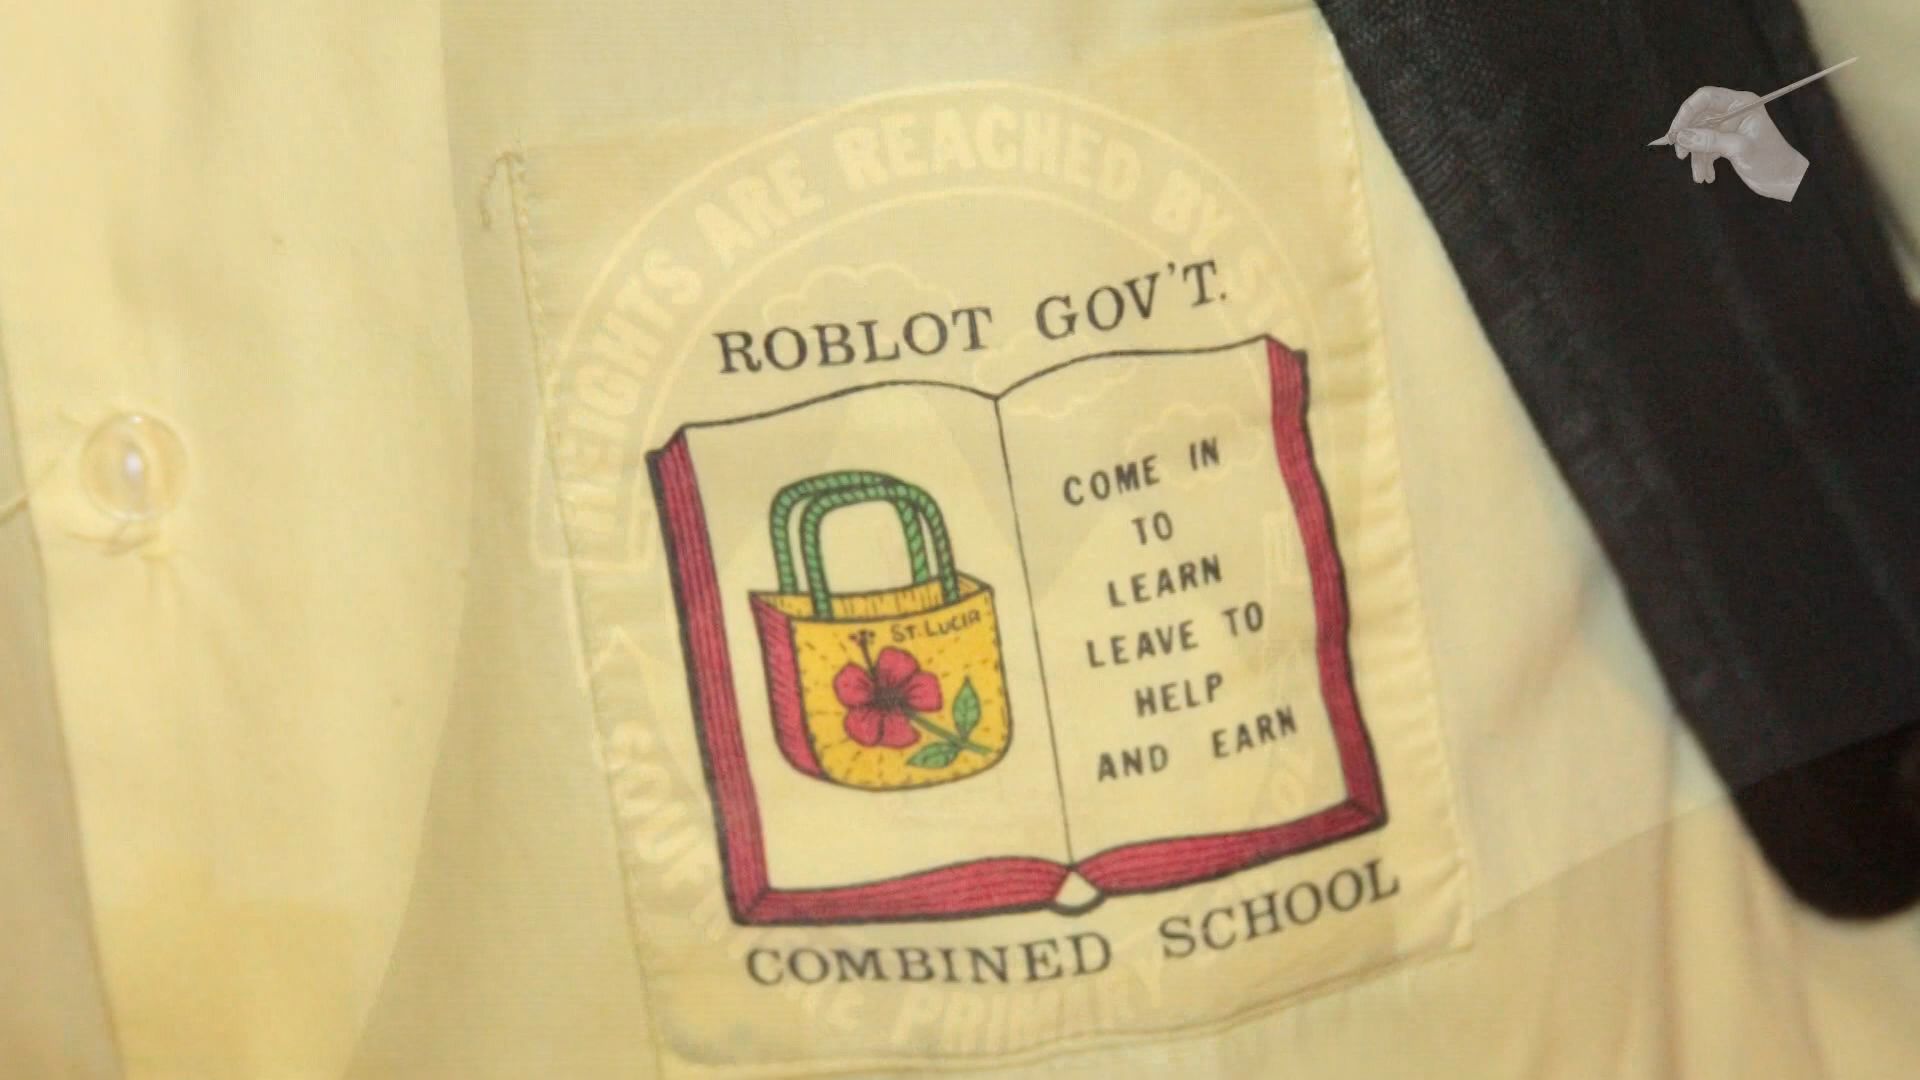 HEIGHTS ARE REACHED BY
ROBLOT GOV'T.
COME IN
TO
LEARN
LEAVE TO
HELP
AND EARN
ST. LUCIA
COMBINED SCHOOL
PRIMARY